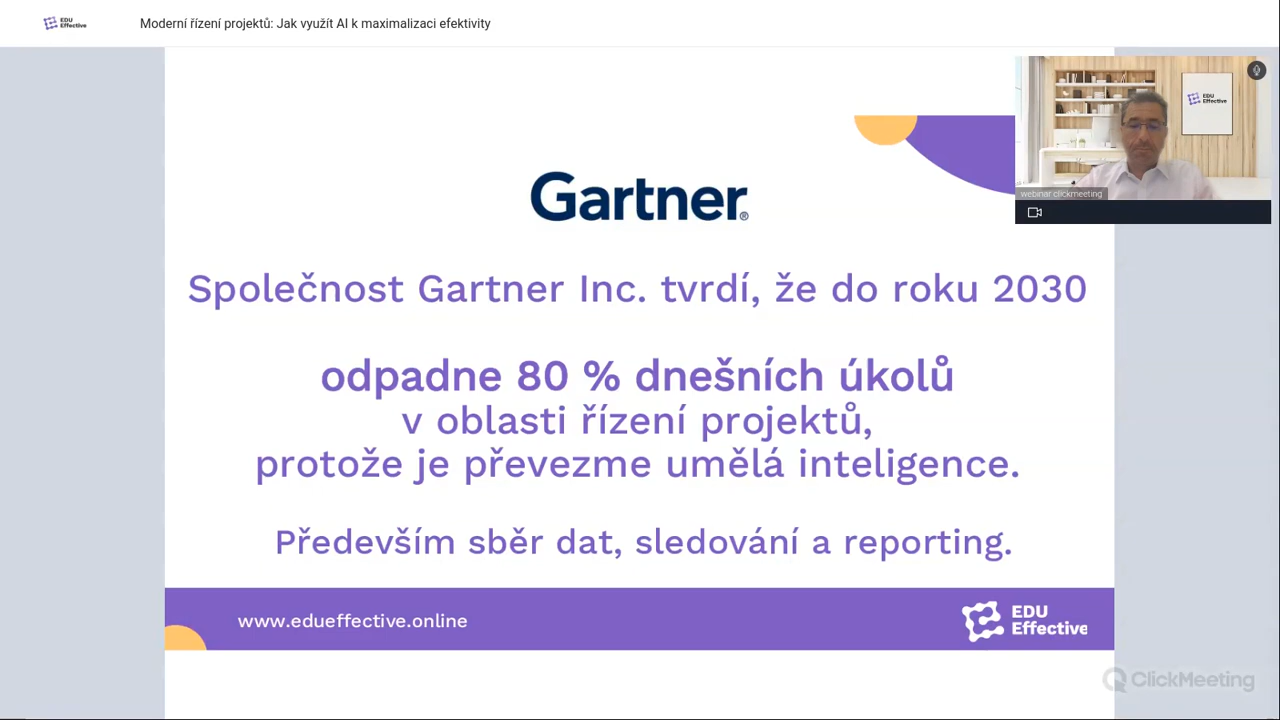 EDU
Effective
Moderní řízení projektů: Jak využít AI k maximalizaci efektivity
EDU
Effective
webinar clickmeeting
Gartner®
Společnost Gartner Inc. tvrdí, že do roku 2030
odpadne 80 % dnešních úkolů
v oblasti řízení projektů,
protože je převezme umělá inteligence.
Především sběr dat, sledování a reporting.
www.edueffective.online
EDU
Effective
ClickMeeting